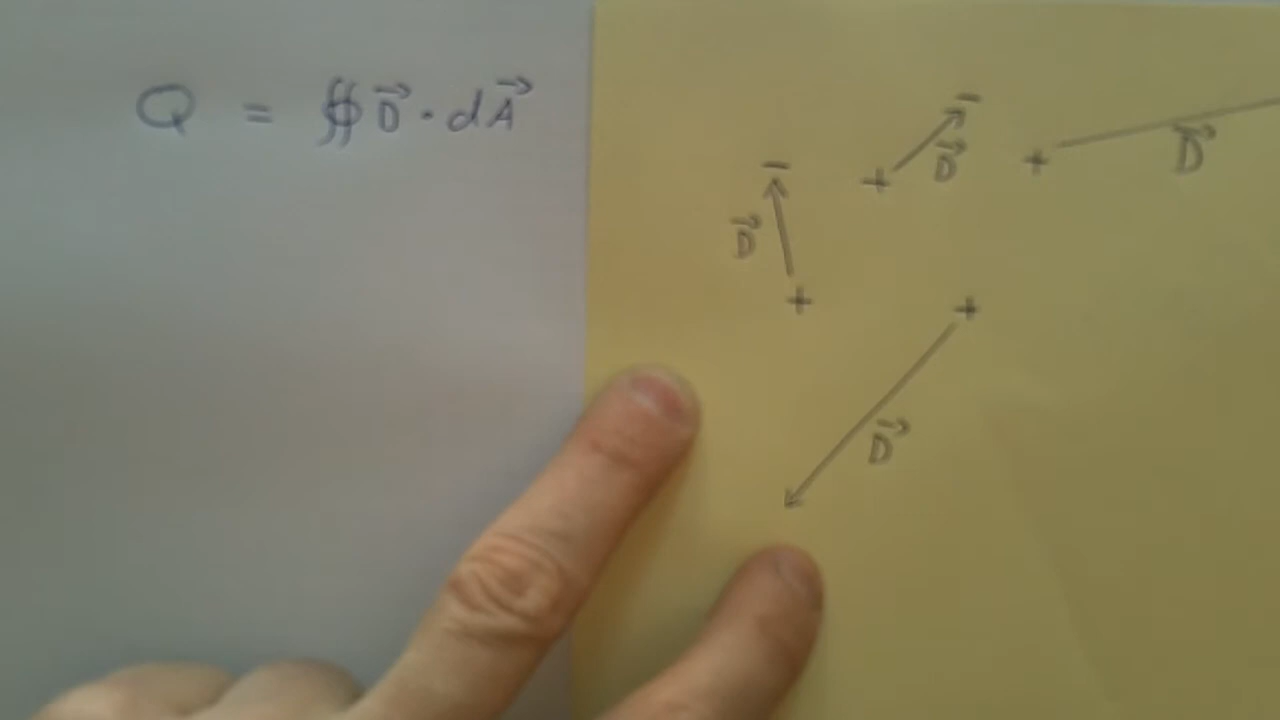 Q = ∯ D⃗ · dA⃗
−
+ D⃗
+ D⃗
−
D⃗
+
+
D⃗